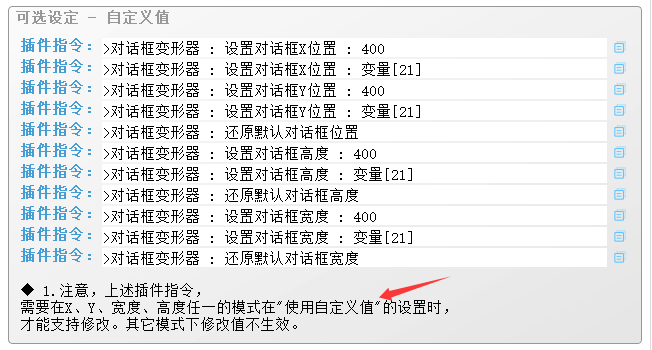 可选设定 - 自定义值
插件指令: >对话框变形器 : 设置对话框X位置 : 400
插件指令: >对话框变形器 : 设置对话框X位置 : 变量[21]
插件指令: >对话框变形器 : 设置对话框Y位置 : 400
插件指令: >对话框变形器 : 设置对话框Y位置 : 变量[21]
插件指令: >对话框变形器 : 还原默认对话框位置
插件指令: >对话框变形器 : 设置对话框高度 : 400
插件指令: >对话框变形器 : 设置对话框高度 : 变量[21]
插件指令: >对话框变形器 : 还原默认对话框高度
插件指令: >对话框变形器 : 设置对话框宽度 : 400
插件指令: >对话框变形器 : 设置对话框宽度 : 变量[21]
插件指令: >对话框变形器 : 还原默认对话框宽度
◆ 1.注意，上述插件指令，
需要在X、Y、宽度、高度任一的模式在"使用自定义值"的设置时，
才能支持修改。其它模式下修改值不生效。